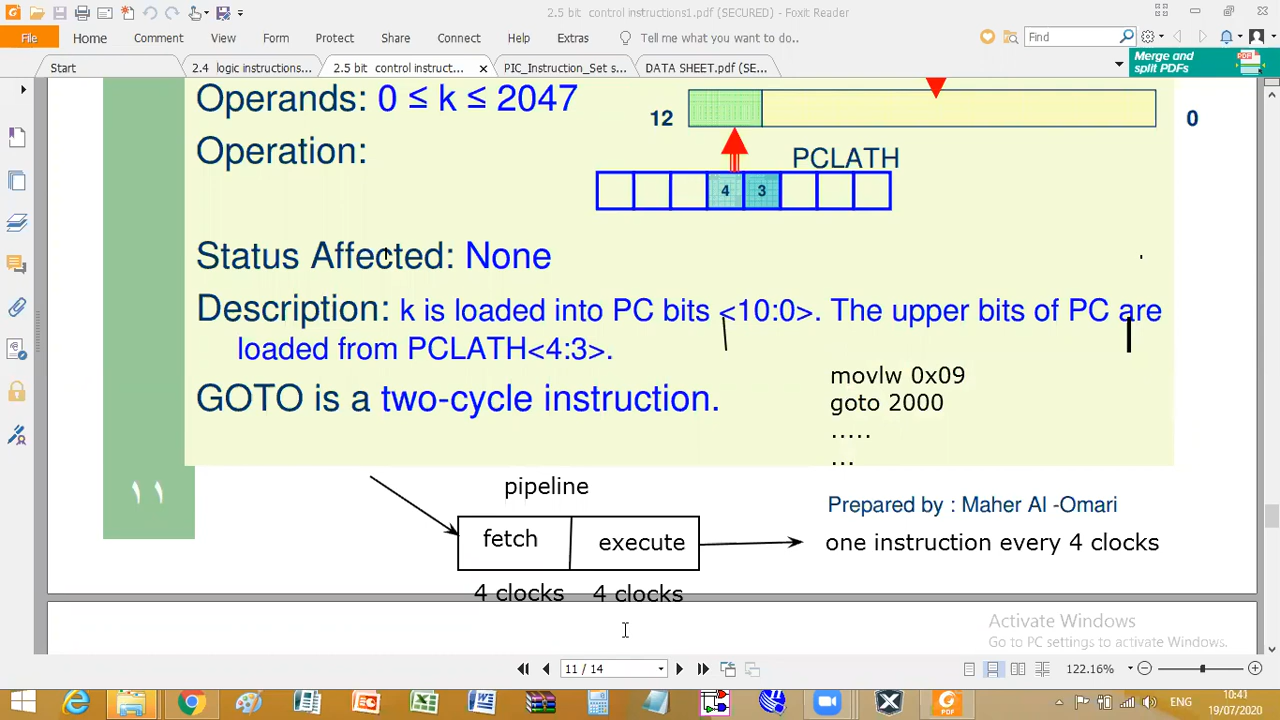 2.5 bit control instructions1.pdf (SECURED) - Foxit Reader
File Home Comment View Form Protect Share Connect Help Extras Tell me what you want to do.. Find
Start 2.4 logic instructions... 2.5 bit control instruct... × PIC_Instruction_Set s... DATA SHEET.pdf (SE... Merge and
split PDFs
Operands: 0 ≤ k ≤ 2047
12 0
Operation:
PCLATH
4 3
Status Affected: None
Description: k is loaded into PC bits <10:0>. The upper bits of PC are
loaded from PCLATH<4:3>.
movlw 0x09
GOTO is a two-cycle instruction.
goto 2000
.....
...
١١
pipeline
Prepared by : Maher Al -Omari
fetch execute
one instruction every 4 clocks
4 clocks 4 clocks
Activate Windows
Go to PC settings to activate Windows.
11 / 14 122.16%
ENG
10:41
19/07/2020